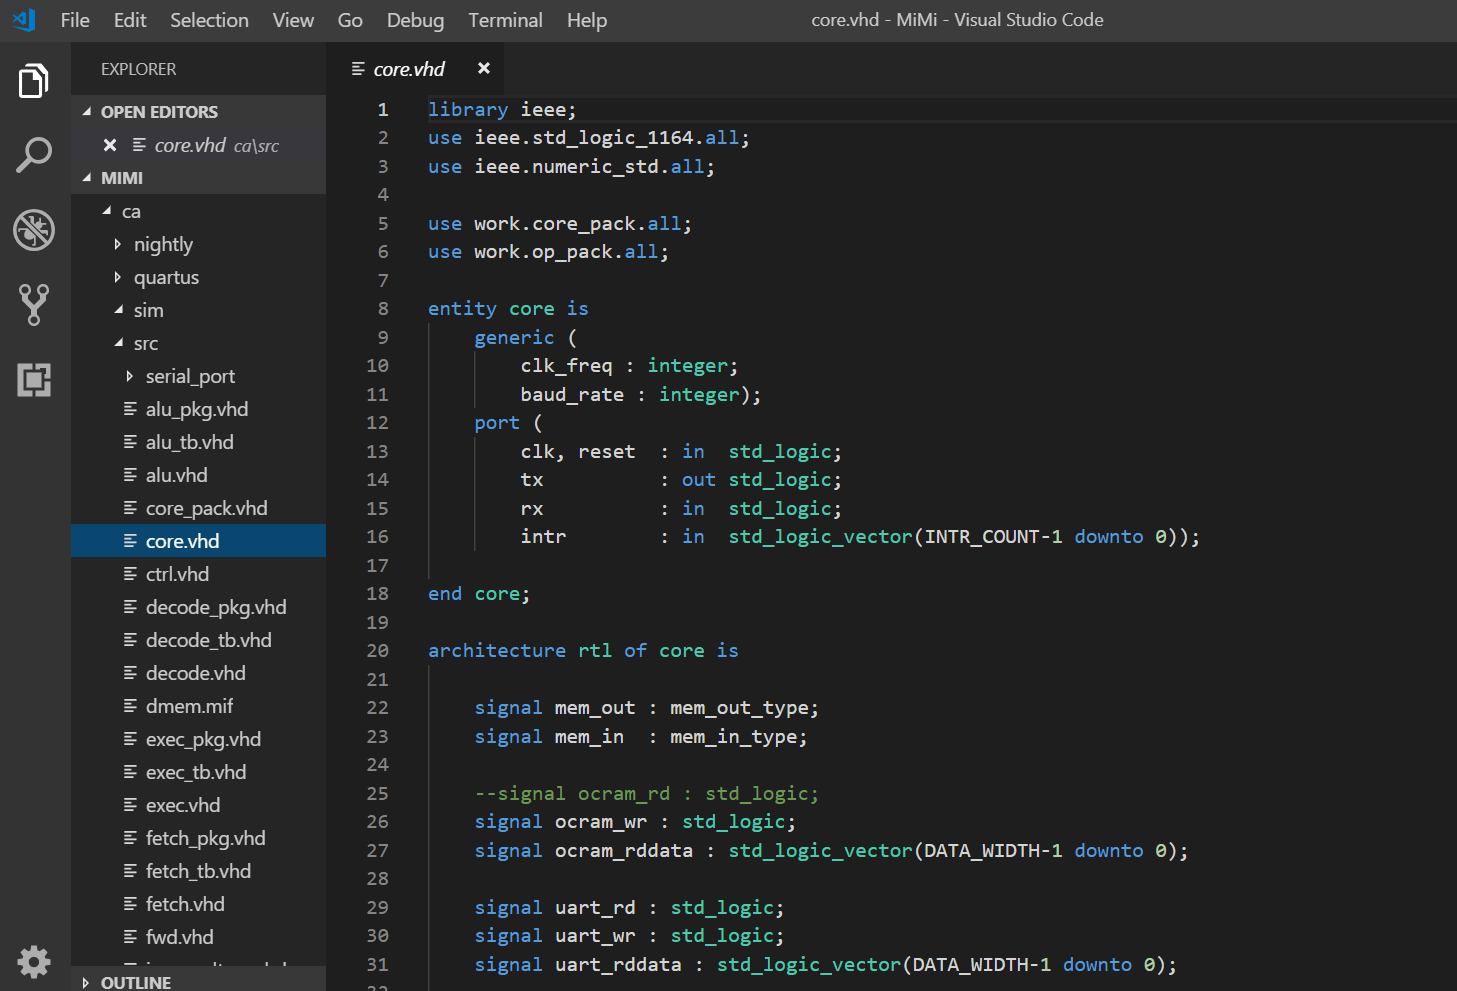 File Edit Selection View Go Debug Terminal Help core.vhd - MiMi - Visual Studio Code
EXPLORER
OPEN EDITORS
core.vhd ca\src
MIMI
ca
nightly
quartus
sim
src
serial_port
alu_pkg.vhd
alu_tb.vhd
alu.vhd
core_pack.vhd
core.vhd
ctrl.vhd
decode_pkg.vhd
decode_tb.vhd
decode.vhd
dmem.mif
exec_pkg.vhd
exec_tb.vhd
exec.vhd
fetch_pkg.vhd
fetch_tb.vhd
fetch.vhd
fwd.vhd
OUTLINE
core.vhd
1 library ieee;
2 use ieee.std_logic_1164.all;
3 use ieee.numeric_std.all;
4
5 use work.core_pack.all;
6 use work.op_pack.all;
7
8 entity core is
9     generic (
10         clk_freq : integer;
11         baud_rate : integer);
12     port (
13         clk, reset  : in  std_logic;
14         tx          : out std_logic;
15         rx          : in  std_logic;
16         intr        : in  std_logic_vector(INTR_COUNT-1 downto 0));
17
18 end core;
19
20 architecture rtl of core is
21
22     signal mem_out : mem_out_type;
23     signal mem_in  : mem_in_type;
24
25     --signal ocram_rd : std_logic;
26     signal ocram_wr : std_logic;
27     signal ocram_rddata : std_logic_vector(DATA_WIDTH-1 downto 0);
28
29     signal uart_rd : std_logic;
30     signal uart_wr : std_logic;
31     signal uart_rddata : std_logic_vector(DATA_WIDTH-1 downto 0);